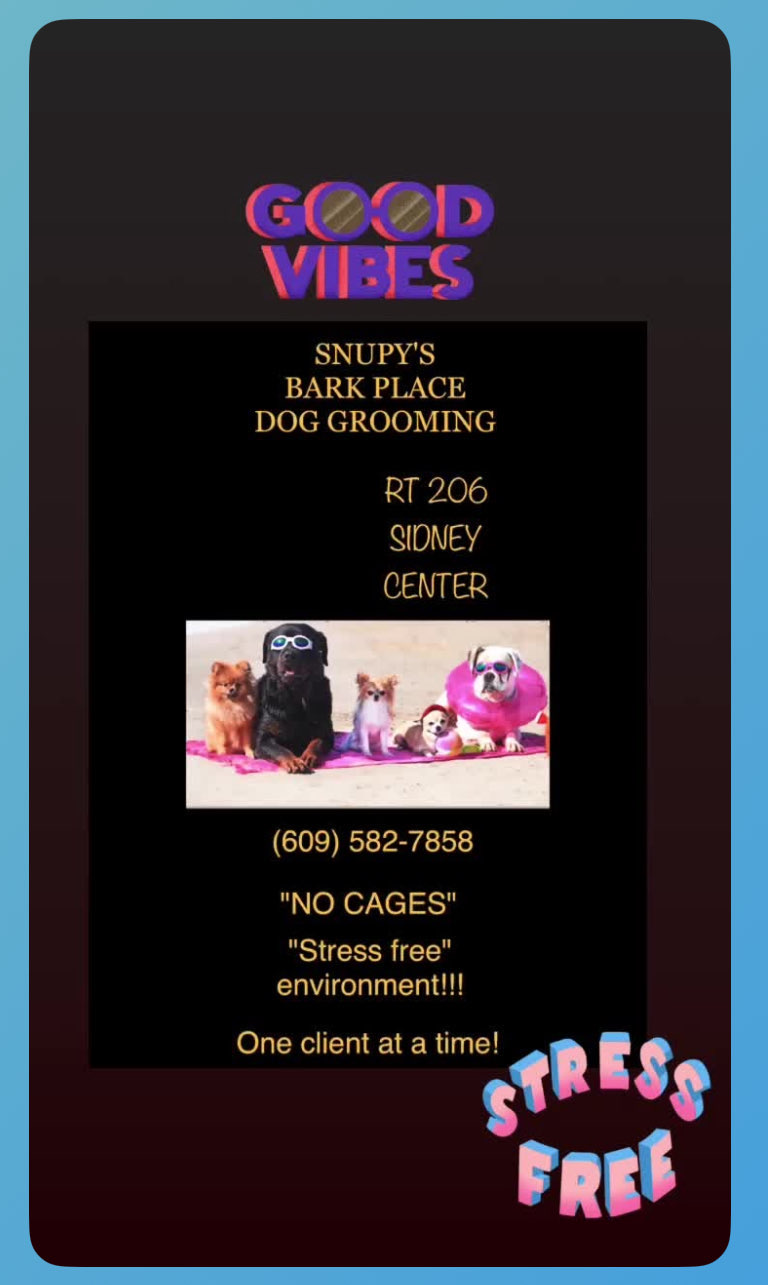 GOOD
VIBES
SNUPY'S
BARK PLACE
DOG GROOMING
RT 206
SIDNEY
CENTER
(609) 582-7858
"NO CAGES"
"Stress free"
environment!!!
One client at a time!
STRESS
FREE